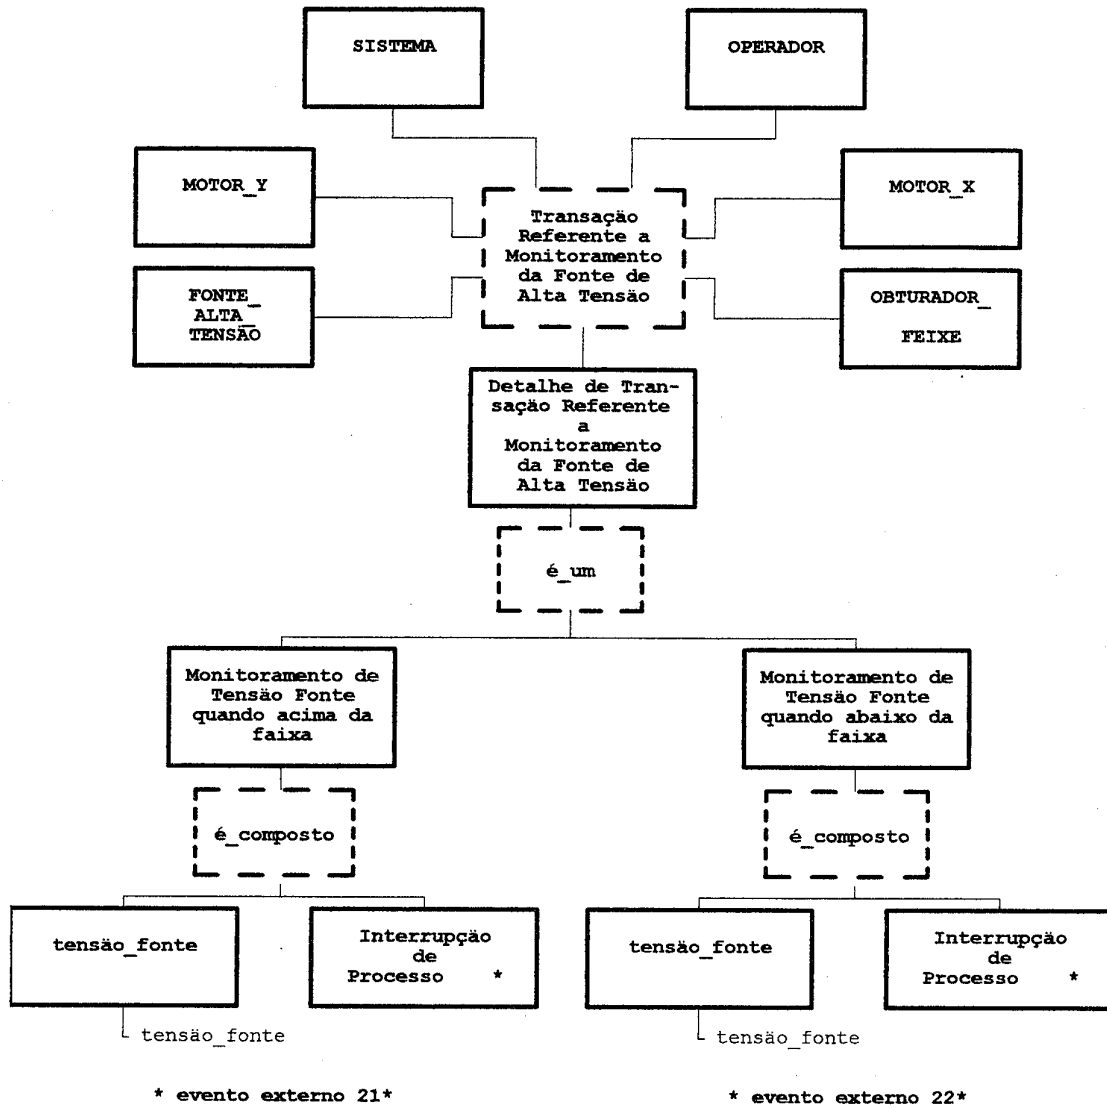 SISTEMA
OPERADOR
MOTOR_Y
MOTOR_X
Transação
Referente a
Monitoramento
da Fonte de
Alta Tensão
FONTE_
ALTA_
TENSÃO
OBTURADOR_
FEIXE
Detalhe de Tran-
sação Referente
a
Monitoramento
da Fonte de
Alta Tensão
é_um
Monitoramento de
Tensão Fonte
quando acima da
faixa
Monitoramento de
Tensão Fonte
quando abaixo da
faixa
é_composto
é_composto
tensão_fonte
Interrupção
de
Processo *
tensão_fonte
Interrupção
de
Processo *
tensão_fonte
tensão_fonte
* evento externo 21*
* evento externo 22*